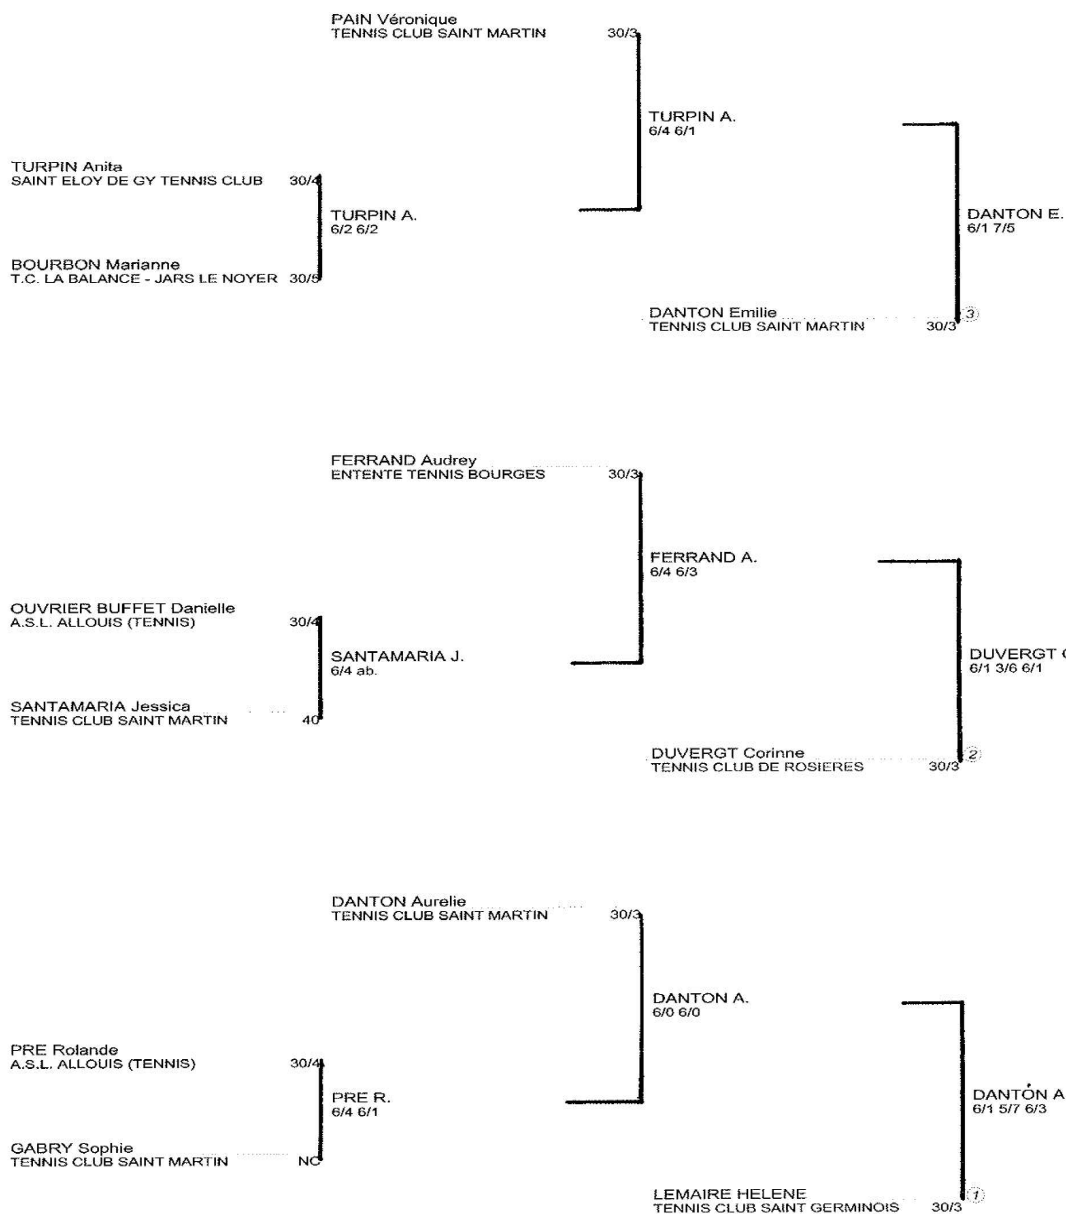 PAIN Véronique
TENNIS CLUB SAINT MARTIN 30/3
TURPIN A.
6/4 6/1
TURPIN Anita
SAINT ELOY DE GY TENNIS CLUB 30/4
TURPIN A.
6/2 6/2
DANTON E.
6/1 7/5
BOURBON Marianne
T.C. LA BALANCE - JARS LE NOYER 30/5
DANTON Emilie
TENNIS CLUB SAINT MARTIN 30/3 3
FERRAND Audrey
ENTENTE TENNIS BOURGES 30/3
FERRAND A.
6/4 6/3
OUVRIER BUFFET Danielle
A.S.L. ALLOUIS (TENNIS) 30/4
SANTAMARIA J.
6/4 ab.
DUVERGT
6/1 3/6 6/1
SANTAMARIA Jessica
TENNIS CLUB SAINT MARTIN 40
DUVERGT Corinne
TENNIS CLUB DE ROSIERES 30/3 2
DANTON Aurelie
TENNIS CLUB SAINT MARTIN 30/3
DANTON A.
6/0 6/0
PRE Rolande
A.S.L. ALLOUIS (TENNIS) 30/4
PRE R.
6/4 6/1
DANTON A
6/1 5/7 6/3
GABRY Sophie
TENNIS CLUB SAINT MARTIN NC
LEMAIRE HELENE
TENNIS CLUB SAINT GERMINOIS 30/3 1